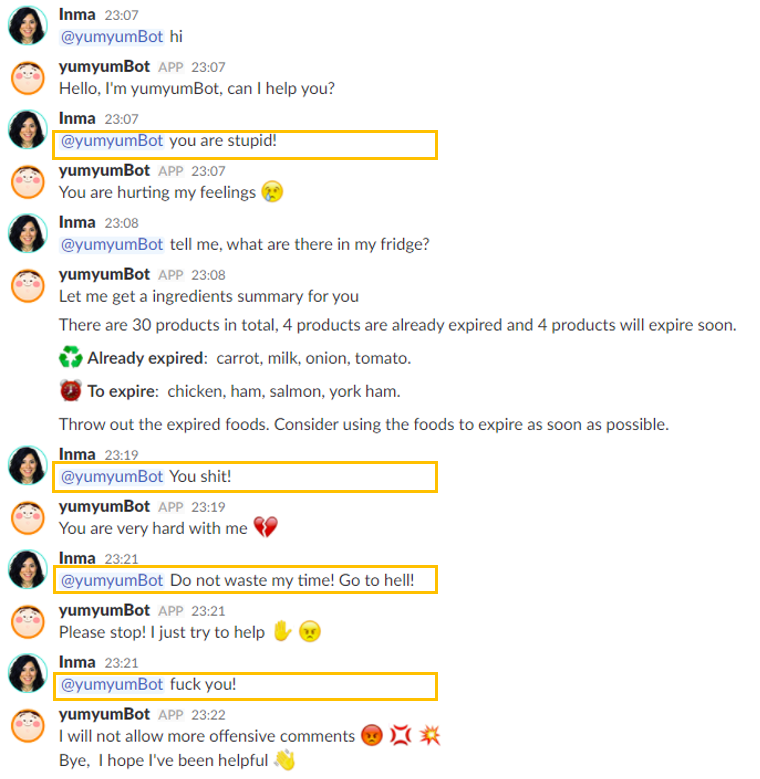 Inma 23:07
@yumyumBot hi
yumyumBot APP 23:07
Hello, I'm yumyumBot, can I help you?
Inma 23:07
@yumyumBot you are stupid!
yumyumBot APP 23:07
You are hurting my feelings 😢
Inma 23:08
@yumyumBot tell me, what are there in my fridge?
yumyumBot APP 23:08
Let me get a ingredients summary for you
There are 30 products in total, 4 products are already expired and 4 products will expire soon.
♻️ Already expired: carrot, milk, onion, tomato.
⏰ To expire: chicken, ham, salmon, york ham.
Throw out the expired foods. Consider using the foods to expire as soon as possible.
Inma 23:19
@yumyumBot You shit!
yumyumBot APP 23:19
You are very hard with me 💔
Inma 23:21
@yumyumBot Do not waste my time! Go to hell!
yumyumBot APP 23:21
Please stop! I just try to help ✋ 😠
Inma 23:21
@yumyumBot fuck you!
yumyumBot APP 23:22
I will not allow more offensive comments 😡 💢 💥
Bye, I hope I've been helpful 👋